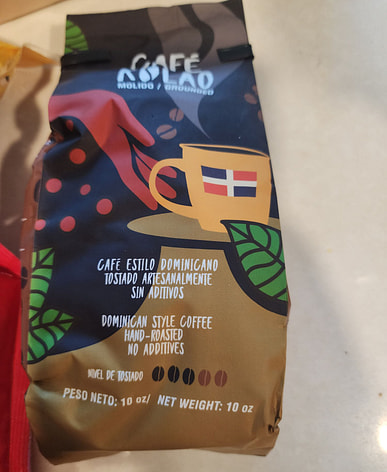 CAFÉ
COLAO
MOLIDO / GROUNDED
CAFÉ ESTILO DOMINICANO
TOSTADO ARTESANALMENTE
SIN ADITIVOS
DOMINICAN STYLE COFFEE
HAND-ROASTED
NO ADDITIVES
NIVEL DE TOSTADO
PESO NETO: 10 oz/ NET WEIGHT: 10 oz